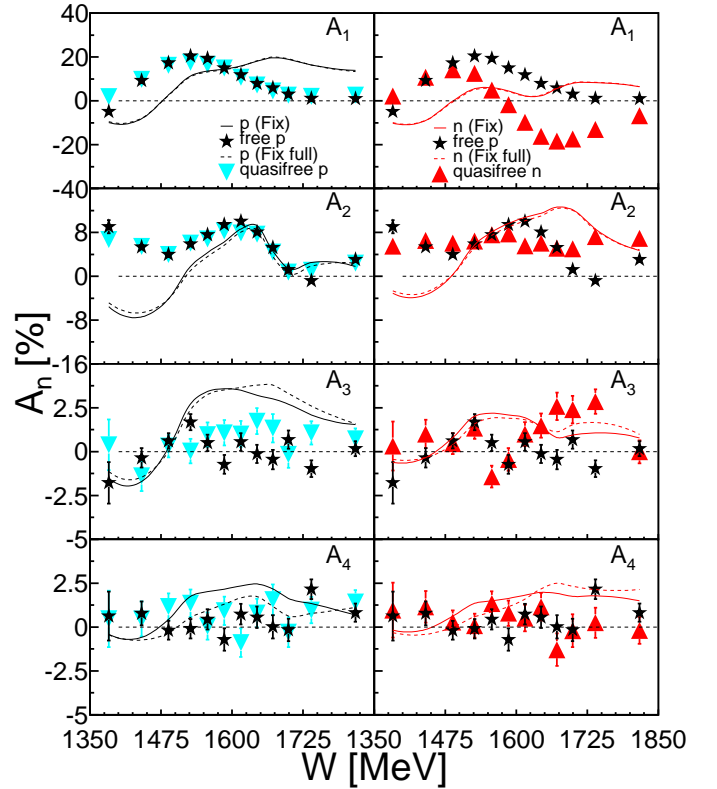 40
A1
A1
20
0
p (Fix)
n (Fix)
free p
free p
-20
p (Fix full)
n (Fix full)
quasifree p
quasifree n
-40
A2
A2
8
0
-8
-16
A3
A3
2.5
0
-2.5
-5
A4
A4
2.5
0
-2.5
-5
An [%]
1350 1475 1600 1725 1350 1475 1600 1725 1850
W [MeV]